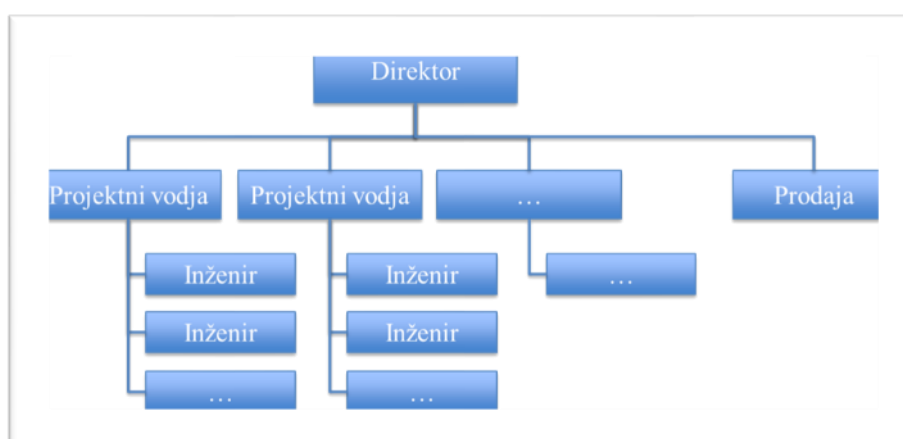 Direktor
Projektni vodja
Projektni vodja
…
Prodaja
Inženir
Inženir
…
Inženir
Inženir
…
…